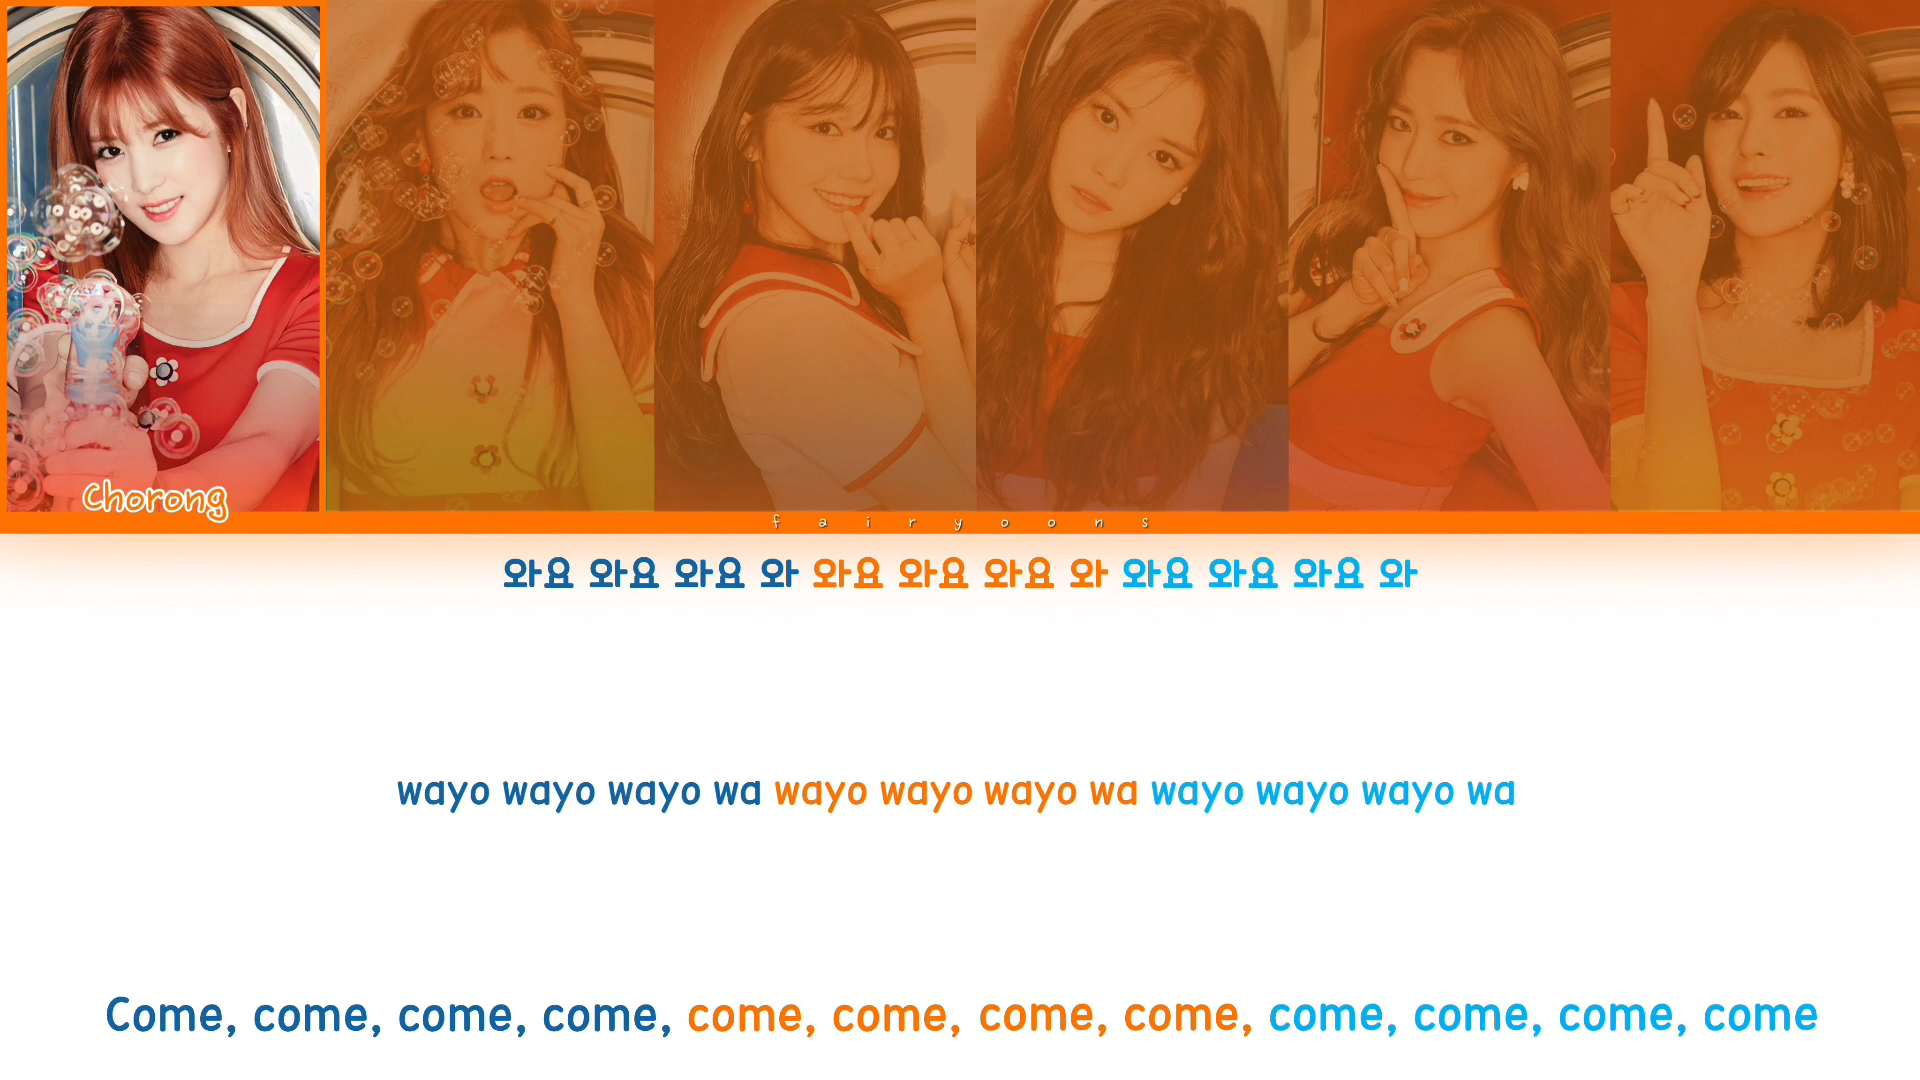 Chorong
fairyoons
와요 와요 와요 와 와요 와요 와요 와 와요 와요 와요 와
wayo wayo wayo wa wayo wayo wayo wa wayo wayo wayo wa
Come, come, come, come, come, come, come, come, come, come, come, come